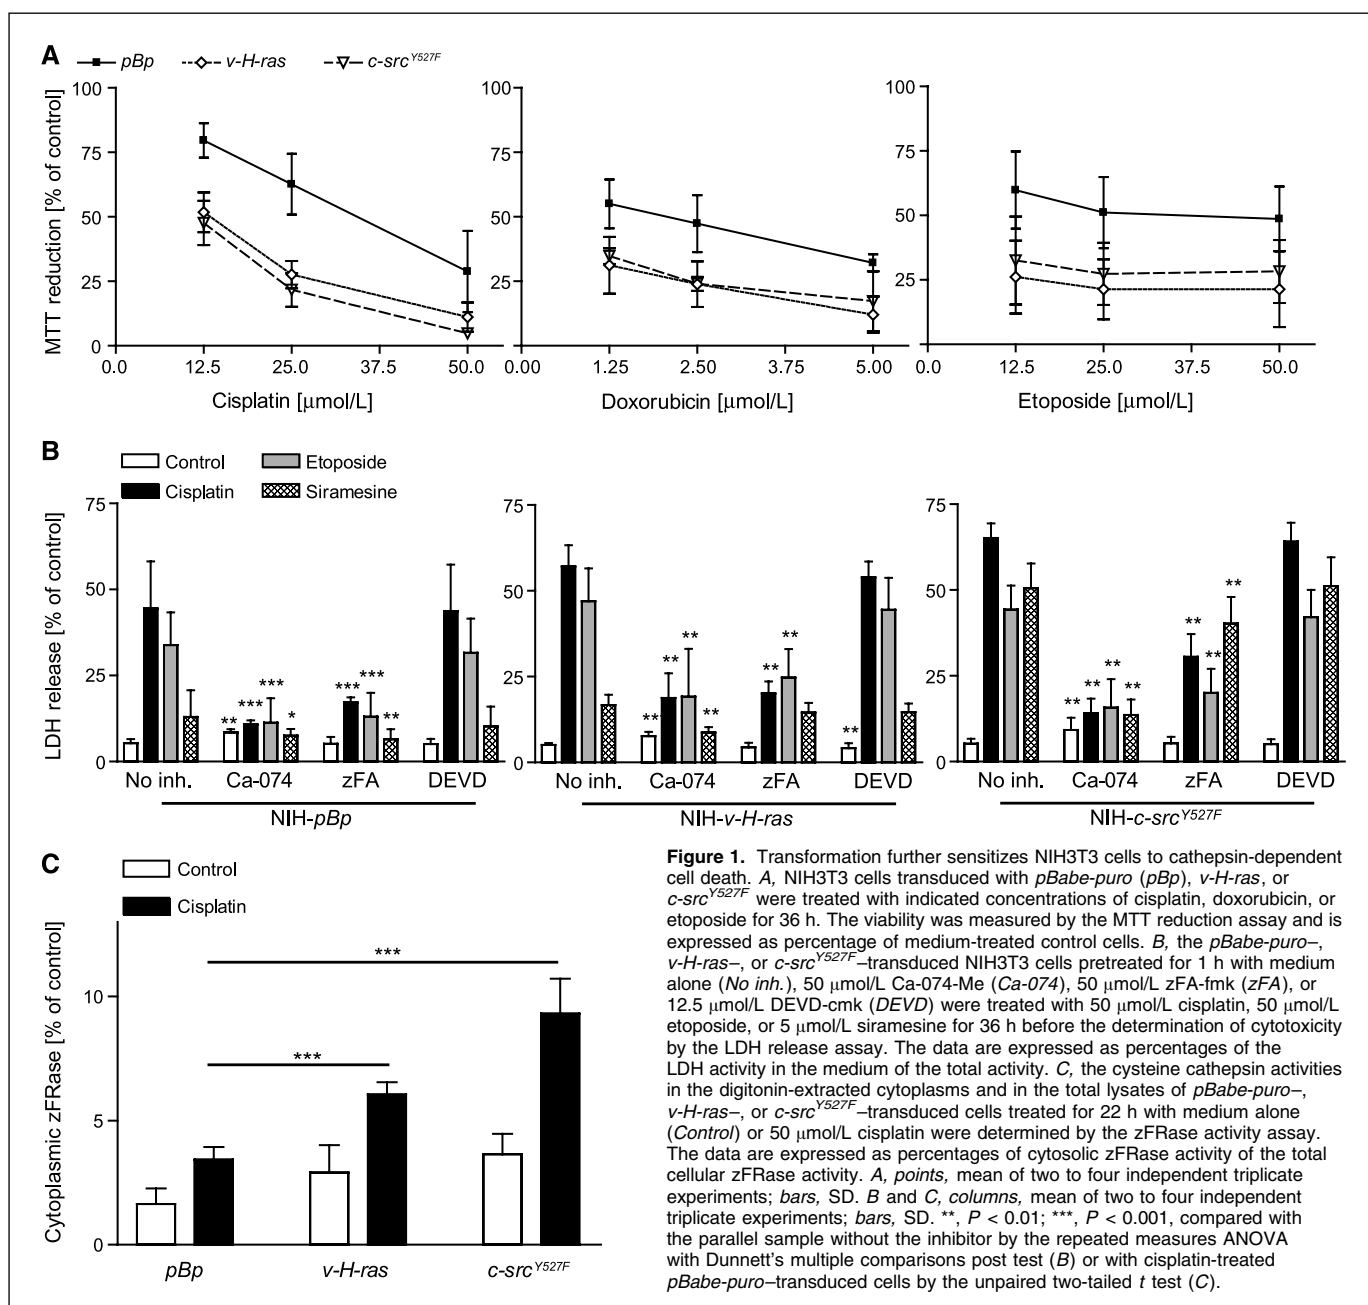 A
pBp
v-H-ras
c-src^Y527F
MTT reduction [% of control]
100
75
50
25
0
0.0 12.5 25.0 37.5 50.0
Cisplatin [μmol/L]
100
75
50
25
0.00 1.25 2.50 3.75 5.00
Doxorubicin [μmol/L]
100
75
50
25
0.0 12.5 25.0 37.5 50.0
Etoposide [μmol/L]
B
Control
Etoposide
Cisplatin
Siramesine
LDH release [% of control]
75
50
25
0
** *** *** * *** *** **
No inh. Ca-074 zFA DEVD
NIH-pBp
75
50
25
0
*** ** ** ** ** ** **
No inh. Ca-074 zFA DEVD
NIH-v-H-ras
75
50
25
0
** ** ** ** ** ** **
No inh. Ca-074 zFA DEVD
NIH-c-src^Y527F
C
Control
Cisplatin
Cytoplasmic zFRase [% of control]
10
5
0
***
***
pBp v-H-ras c-src^Y527F
Figure 1. Transformation further sensitizes NIH3T3 cells to cathepsin-dependent
cell death. A, NIH3T3 cells transduced with pBabe-puro (pBp), v-H-ras, or
c-src^Y527F were treated with indicated concentrations of cisplatin, doxorubicin, or
etoposide for 36 h. The viability was measured by the MTT reduction assay and is
expressed as percentage of medium-treated control cells. B, the pBabe-puro–,
v-H-ras–, or c-src^Y527F–transduced NIH3T3 cells pretreated for 1 h with medium
alone (No inh.), 50 μmol/L Ca-074-Me (Ca-074), 50 μmol/L zFA-fmk (zFA), or
12.5 μmol/L DEVD-cmk (DEVD) were treated with 50 μmol/L cisplatin, 50 μmol/L
etoposide, or 5 μmol/L siramesine for 36 h before the determination of cytotoxicity
by the LDH release assay. The data are expressed as percentages of the
LDH activity in the medium of the total activity. C, the cysteine cathepsin activities
in the digitonin-extracted cytoplasms and in the total lysates of pBabe-puro–,
v-H-ras–, or c-src^Y527F–transduced cells treated for 22 h with medium alone
(Control) or 50 μmol/L cisplatin were determined by the zFRase activity assay.
The data are expressed as percentages of cytosolic zFRase activity of the total
cellular zFRase activity. A, points, mean of two to four independent triplicate
experiments; bars, SD. B and C, columns, mean of two to four independent
triplicate experiments; bars, SD. **, P < 0.01; ***, P < 0.001, compared with
the parallel sample without the inhibitor by the repeated measures ANOVA
with Dunnett's multiple comparisons post test (B) or with cisplatin-treated
pBabe-puro–transduced cells by the unpaired two-tailed t test (C).